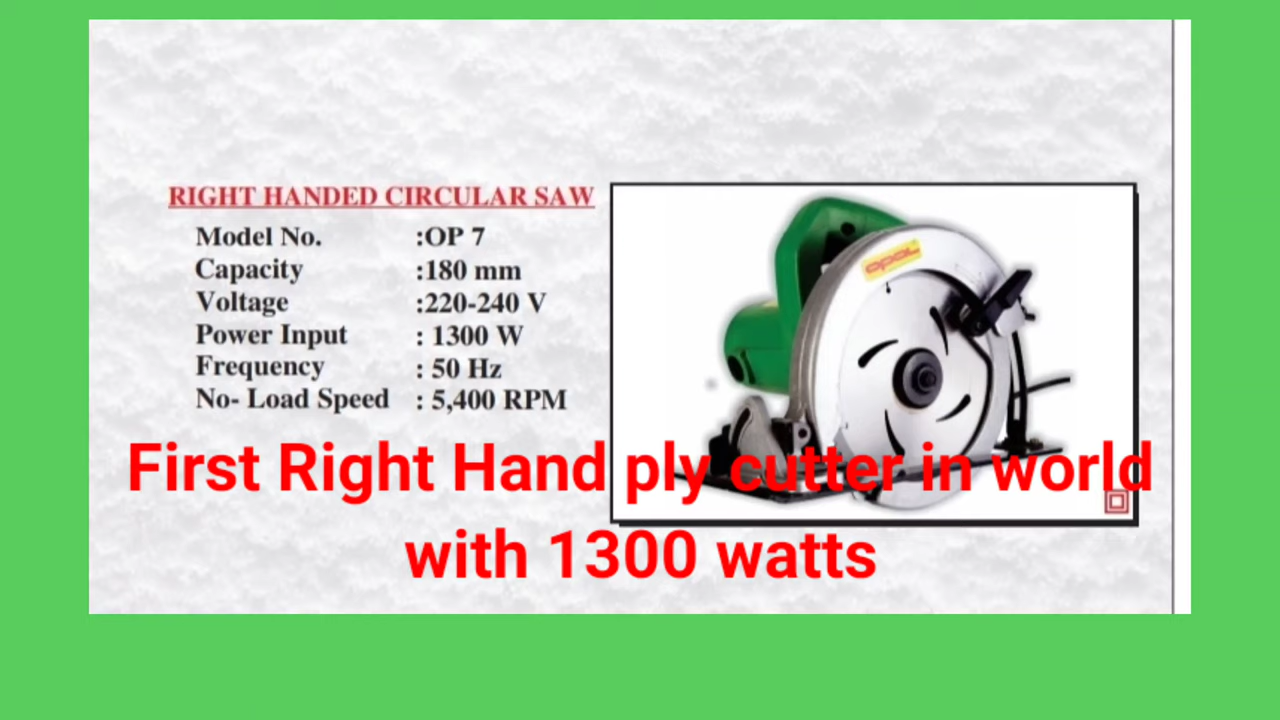 RIGHT HANDED CIRCULAR SAW
Model No. :OP 7
Capacity :180 mm
Voltage :220-240 V
Power Input : 1300 W
Frequency : 50 Hz
No- Load Speed : 5,400 RPM
OPAL
First Right Hand ply cutter in world
with 1300 watts